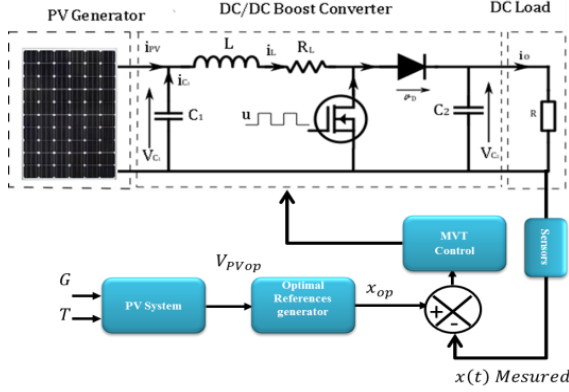 PV Generator
DC/DC Boost Converter
DC Load
iPV
L
iL
RL
io
iC1
C1
u
VC1
C2
VC2
R
MVT
Control
Sensors
VPVop
G
T
PV System
Optimal
References
generator
xop
+
-
x(t) Mesured